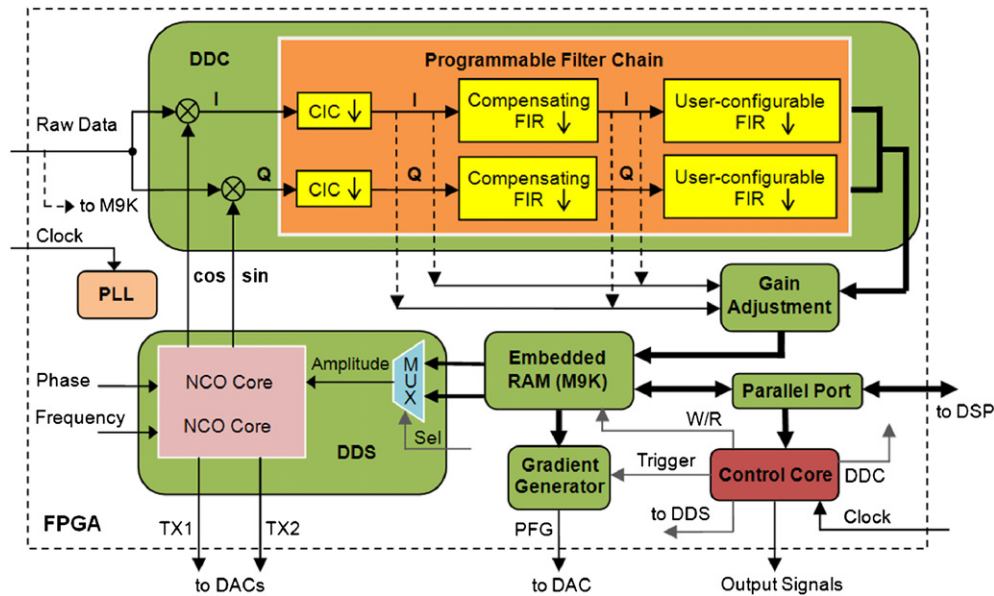 DDC
Programmable Filter Chain
Raw Data
I
CIC
I
Compensating
FIR
I
User-configurable
FIR
Q
CIC
Q
Compensating
FIR
Q
User-configurable
FIR
to M9K
Clock
PLL
cos
sin
Gain
Adjustment
Phase
Frequency
NCO Core
NCO Core
Amplitude
MUX
Sel
DDS
Embedded
RAM (M9K)
Parallel Port
to DSP
W/R
Gradient
Generator
Trigger
Control Core
DDC
to DDS
Clock
FPGA
TX1
TX2
PFG
to DACs
to DAC
Output Signals